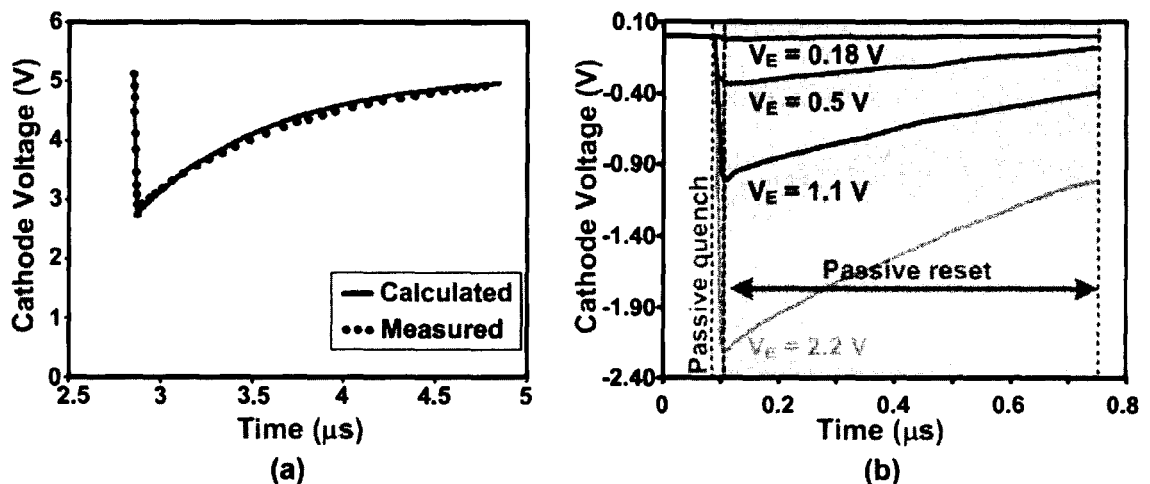 Cathode Voltage (V)
6
5
4
3
2
1
0
2.5
3
3.5
4
4.5
5
Time (μs)
Calculated
Measured
(a)
Cathode Voltage (V)
0.10
-0.40
-0.90
-1.40
-1.90
-2.40
0
0.2
0.4
0.6
0.8
Time (μs)
Passive quench
V_E = 0.18 V
V_E = 0.5 V
V_E = 1.1 V
Passive reset
V_E = 2.2 V
(b)